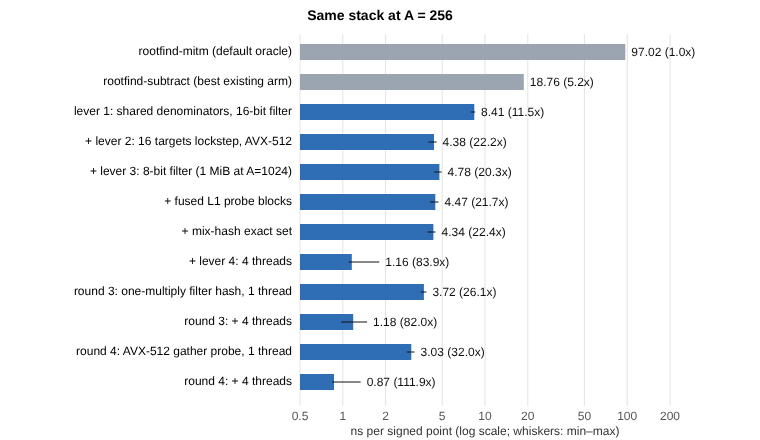 Same stack at A = 256
rootfind-mitm (default oracle) 97.02 (1.0x)
rootfind-subtract (best existing arm) 18.76 (5.2x)
lever 1: shared denominators, 16-bit filter 8.41 (11.5x)
+ lever 2: 16 targets lockstep, AVX-512 4.38 (22.2x)
+ lever 3: 8-bit filter (1 MiB at A=1024) 4.78 (20.3x)
+ fused L1 probe blocks 4.47 (21.7x)
+ mix-hash exact set 4.34 (22.4x)
+ lever 4: 4 threads 1.16 (83.9x)
round 3: one-multiply filter hash, 1 thread 3.72 (26.1x)
round 3: + 4 threads 1.18 (82.0x)
round 4: AVX-512 gather probe, 1 thread 3.03 (32.0x)
round 4: + 4 threads 0.87 (111.9x)
0.5 1 2 5 10 20 50 100 200
ns per signed point (log scale; whiskers: min–max)